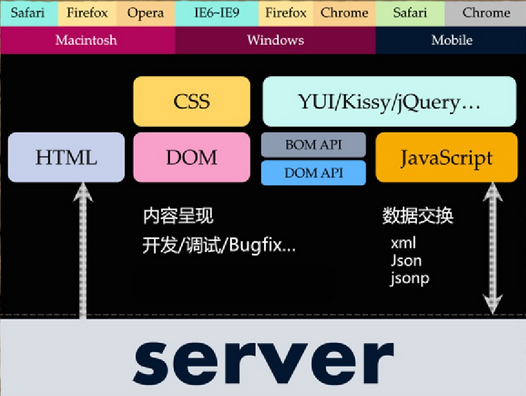 Safari Firefox Opera IE6~IE9 Firefox Chrome Safari Chrome
Macintosh Windows Mobile
CSS YUI/Kissy/jQuery...
HTML DOM BOM API JavaScript
DOM API
内容呈现 数据交换
开发/调试/Bugfix... xml
Json
jsonp
server